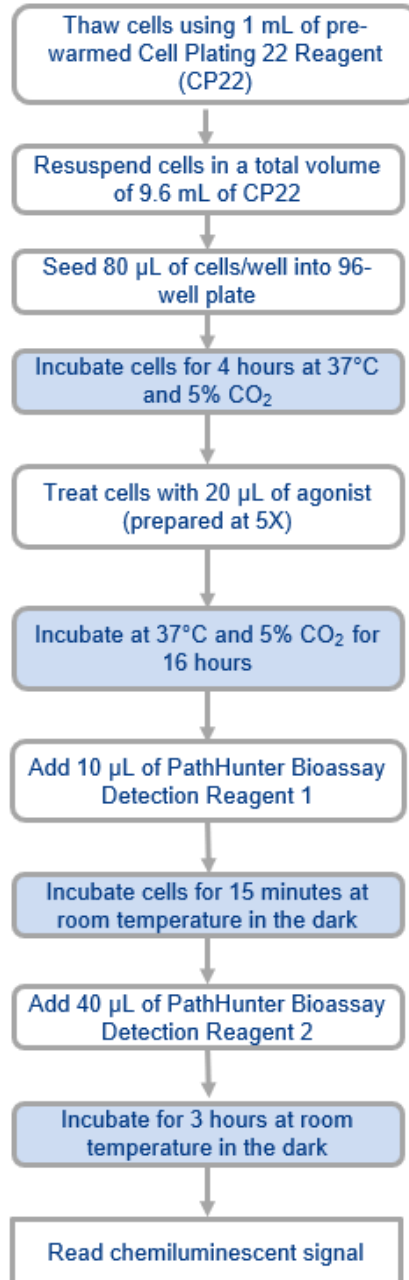 Thaw cells using 1 mL of pre-
warmed Cell Plating 22 Reagent
(CP22)
Resuspend cells in a total volume
of 9.6 mL of CP22
Seed 80 µL of cells/well into 96-
well plate
Incubate cells for 4 hours at 37°C
and 5% CO₂
Treat cells with 20 µL of agonist
(prepared at 5X)
Incubate at 37°C and 5% CO₂ for
16 hours
Add 10 µL of PathHunter Bioassay
Detection Reagent 1
Incubate cells for 15 minutes at
room temperature in the dark
Add 40 µL of PathHunter Bioassay
Detection Reagent 2
Incubate for 3 hours at room
temperature in the dark
Read chemiluminescent signal